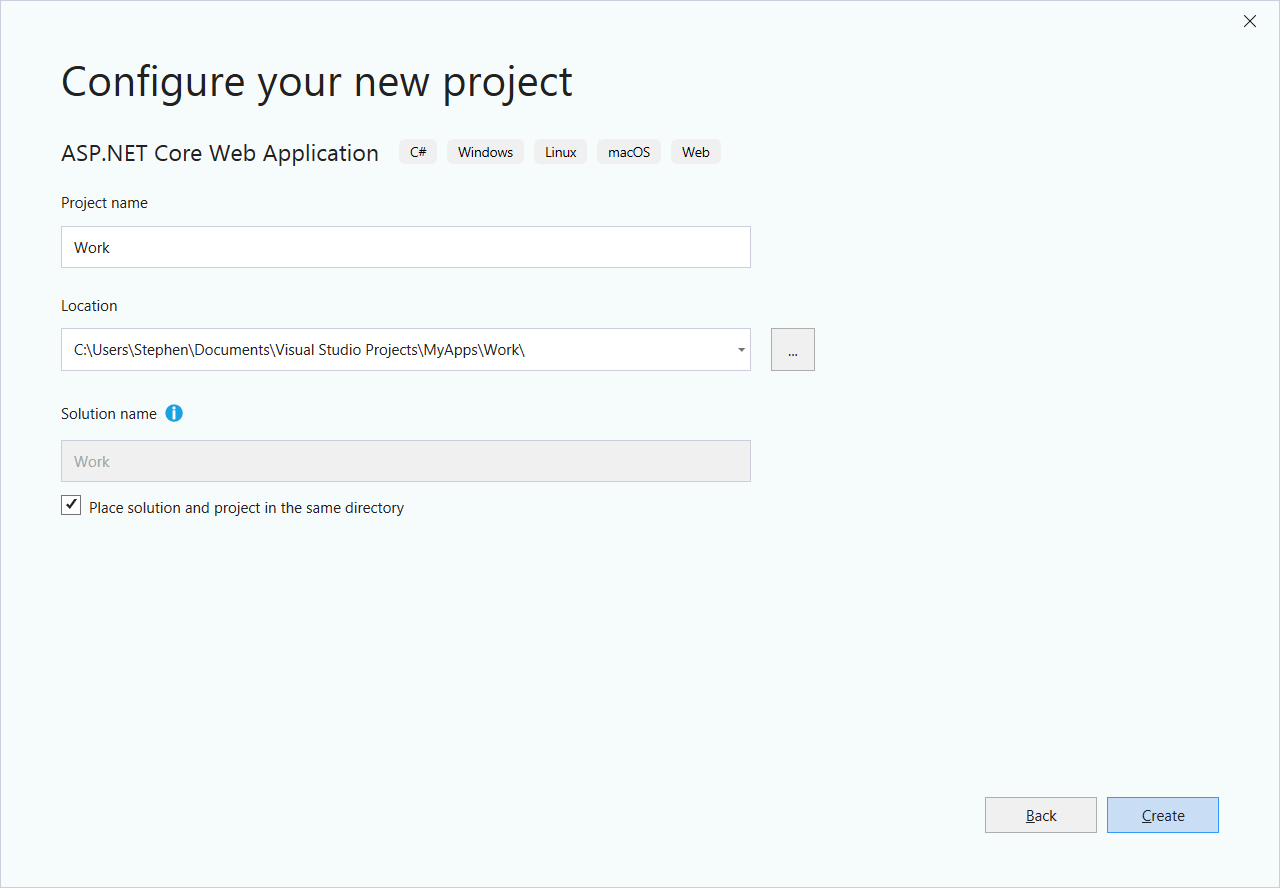 Configure your new project
ASP.NET Core Web Application C# Windows Linux macOS Web
Project name
Work
Location
C:\Users\Stephen\Documents\Visual Studio Projects\MyApps\Work\
...
Solution name
Work
Place solution and project in the same directory
Back Create